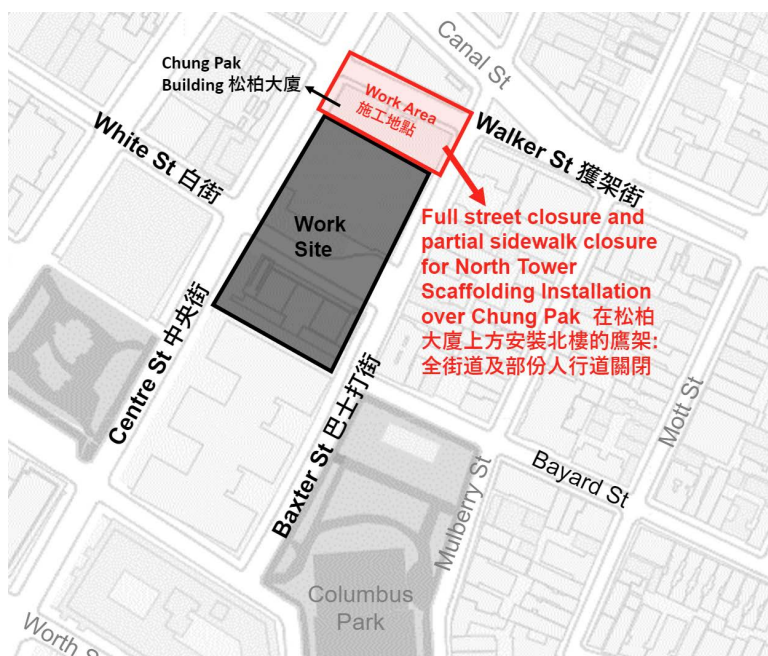 Canal St
Chung Pak
Building 松柏大廈
Work Area
施工地點
White St 白街
Walker St 獲架街
Work
Site
Full street closure and
partial sidewalk closure
for North Tower
Scaffolding Installation
over Chung Pak 在松柏
大廈上方安裝北樓的鷹架:
全街道及部份人行道關閉
Centre St 中央街
Baxter St 巴士打街
Mott St
Bayard St
Mulberry St
Columbus
Park
Worth S